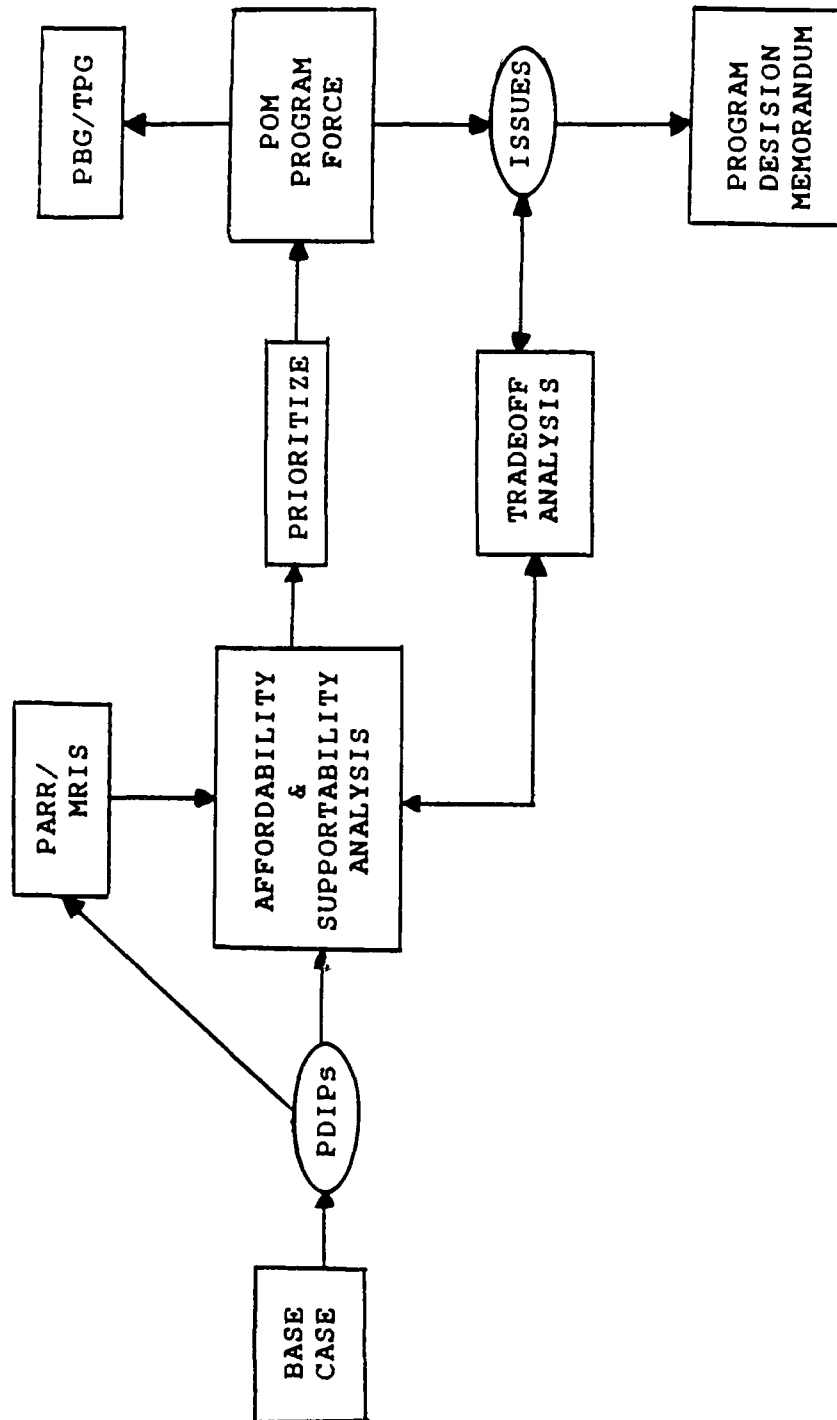 BASE
CASE
PDIPs
PARR/
MRIS
AFFORDABILITY
&
SUPPORTABILITY
ANALYSIS
PRIORITIZE
TRADEOFF
ANALYSIS
PBG/TPG
POM
PROGRAM
FORCE
ISSUES
PROGRAM
DESISION
MEMORANDUM